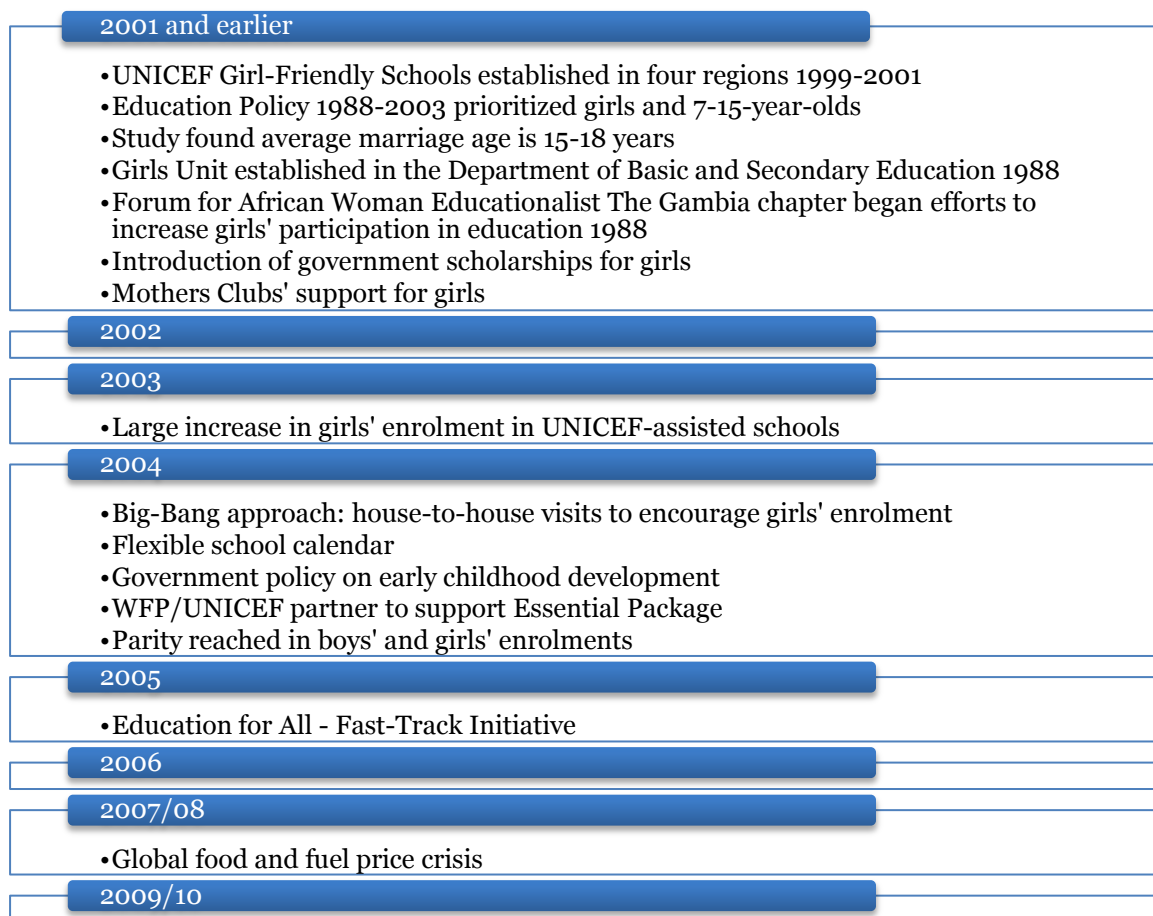 2001 and earlier
•UNICEF Girl-Friendly Schools established in four regions 1999-2001
•Education Policy 1988-2003 prioritized girls and 7-15-year-olds
•Study found average marriage age is 15-18 years
•Girls Unit established in the Department of Basic and Secondary Education 1988
•Forum for African Woman Educationalist The Gambia chapter began efforts to
increase girls' participation in education 1988
•Introduction of government scholarships for girls
•Mothers Clubs' support for girls
2002
2003
•Large increase in girls' enrolment in UNICEF-assisted schools
2004
•Big-Bang approach: house-to-house visits to encourage girls' enrolment
•Flexible school calendar
•Government policy on early childhood development
•WFP/UNICEF partner to support Essential Package
•Parity reached in boys' and girls' enrolments
2005
•Education for All - Fast-Track Initiative
2006
2007/08
•Global food and fuel price crisis
2009/10